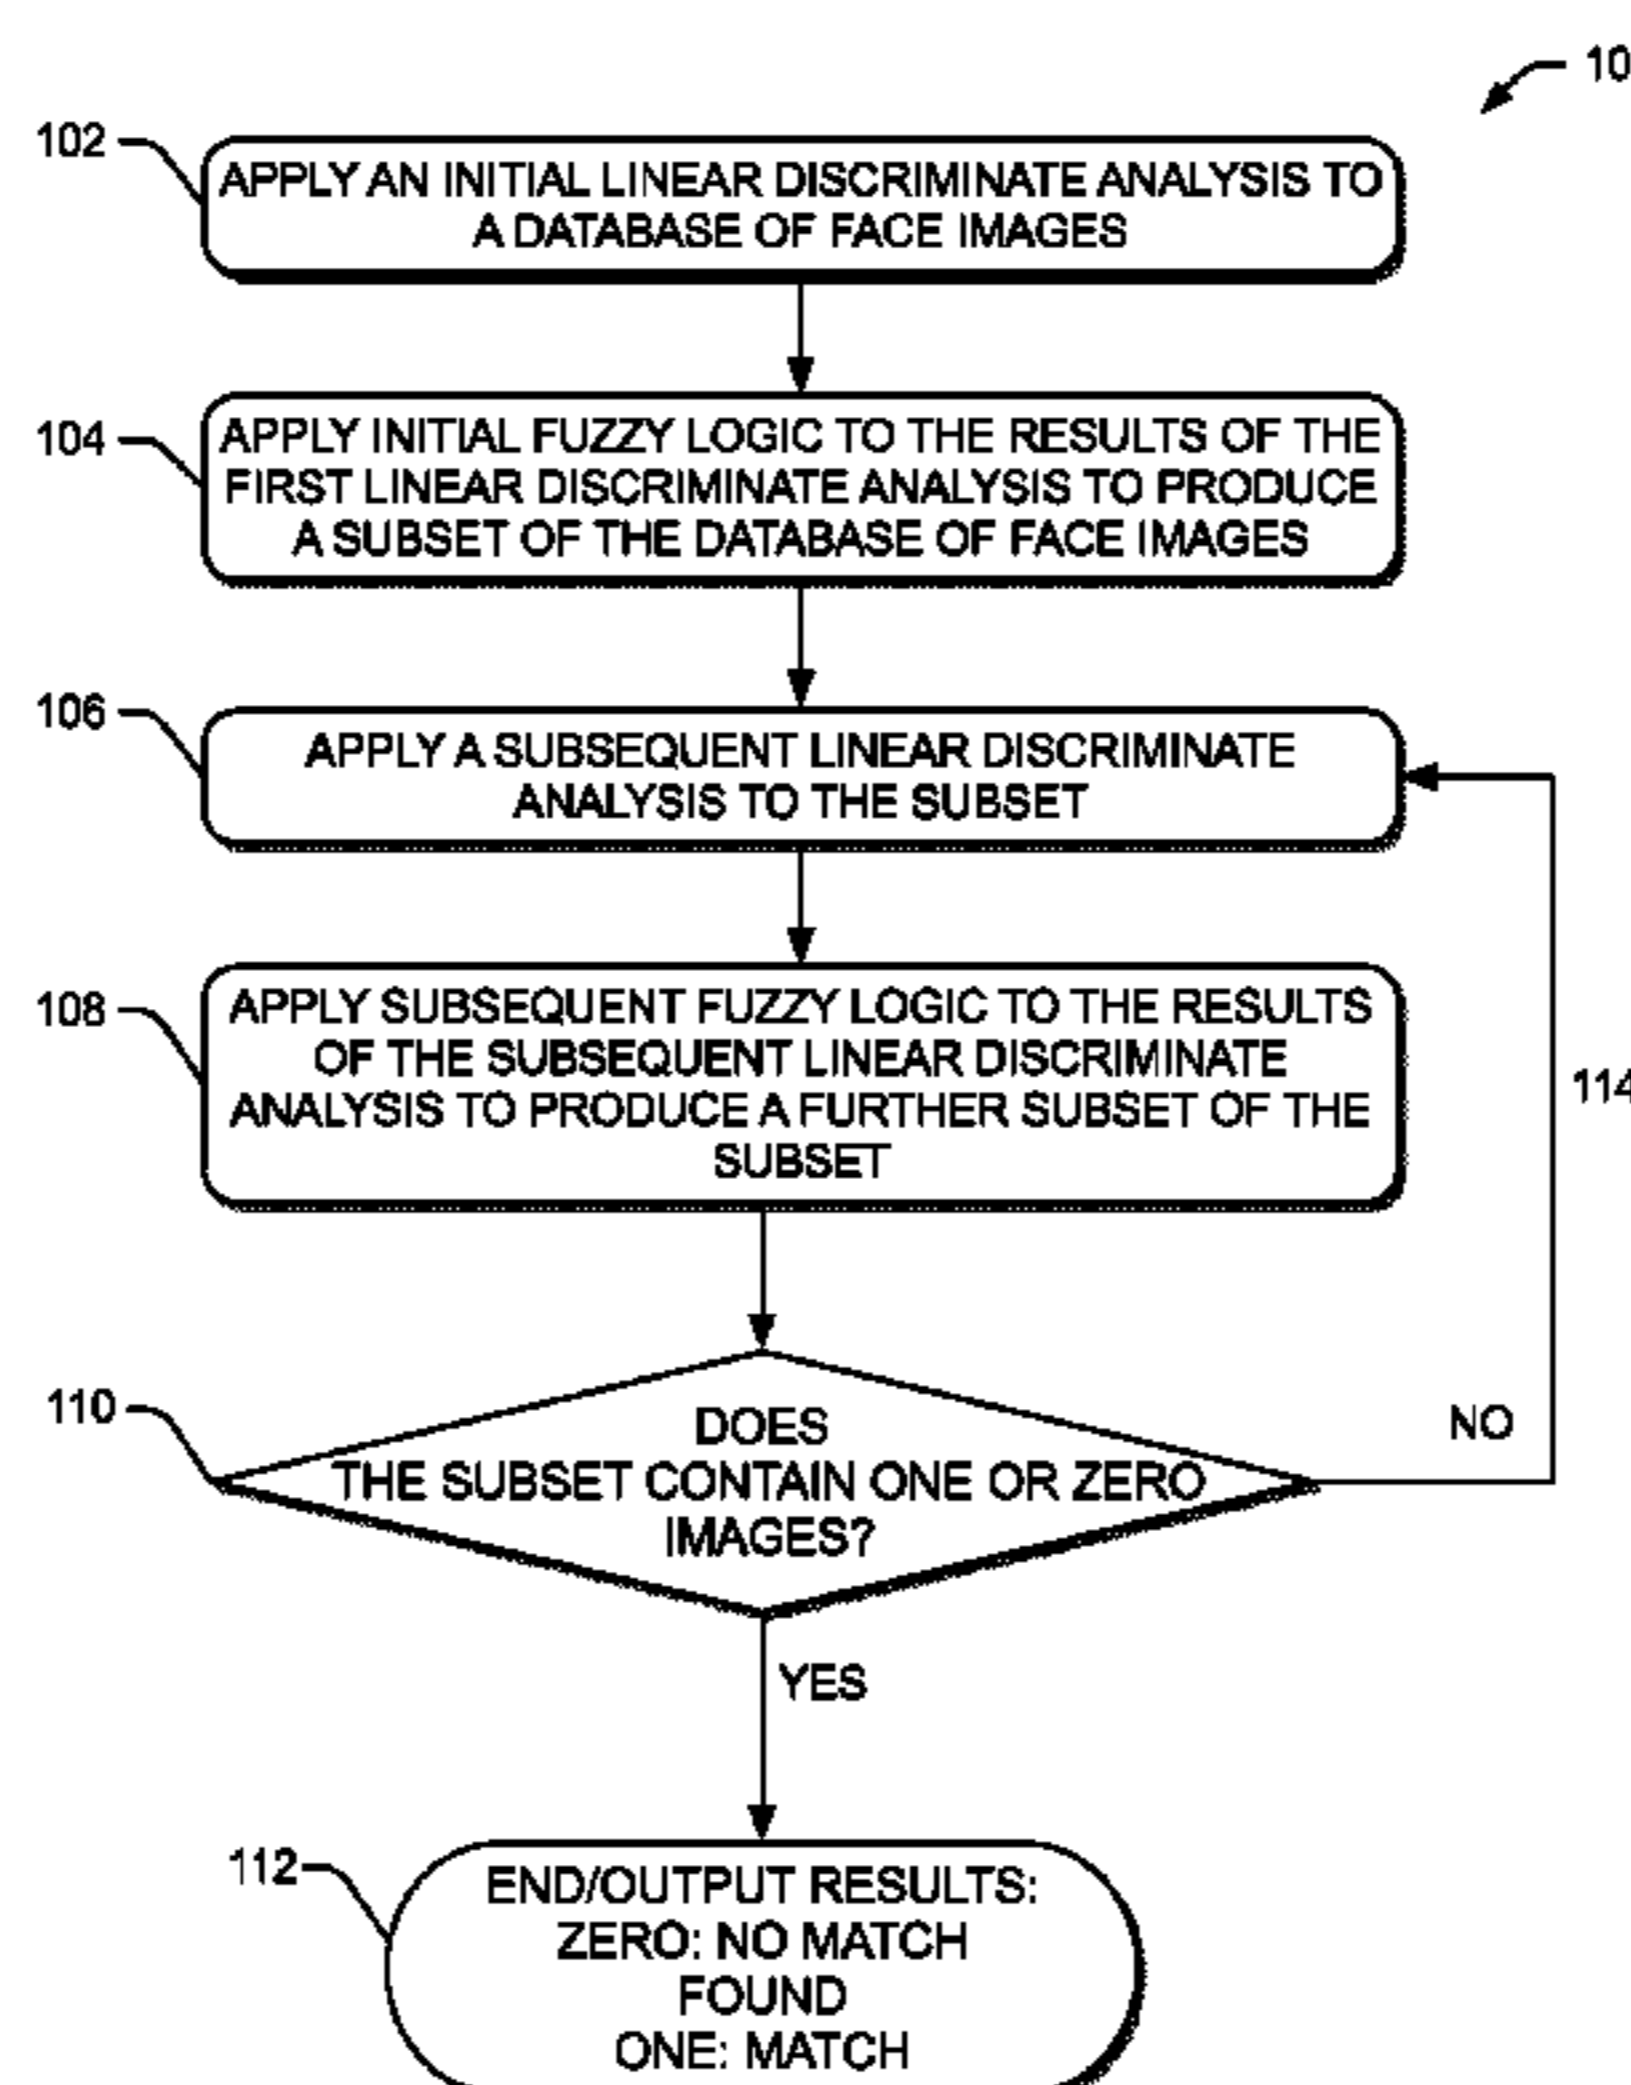 10
102
APPLY AN INITIAL LINEAR DISCRIMINATE ANALYSIS TO
A DATABASE OF FACE IMAGES
104
APPLY INITIAL FUZZY LOGIC TO THE RESULTS OF THE
FIRST LINEAR DISCRIMINATE ANALYSIS TO PRODUCE
A SUBSET OF THE DATABASE OF FACE IMAGES
106
APPLY A SUBSEQUENT LINEAR DISCRIMINATE
ANALYSIS TO THE SUBSET
108
APPLY SUBSEQUENT FUZZY LOGIC TO THE RESULTS
OF THE SUBSEQUENT LINEAR DISCRIMINATE
ANALYSIS TO PRODUCE A FURTHER SUBSET OF THE
SUBSET
114
110
DOES
THE SUBSET CONTAIN ONE OR ZERO
IMAGES?
NO
YES
112
END/OUTPUT RESULTS:
ZERO: NO MATCH
FOUND
ONE: MATCH